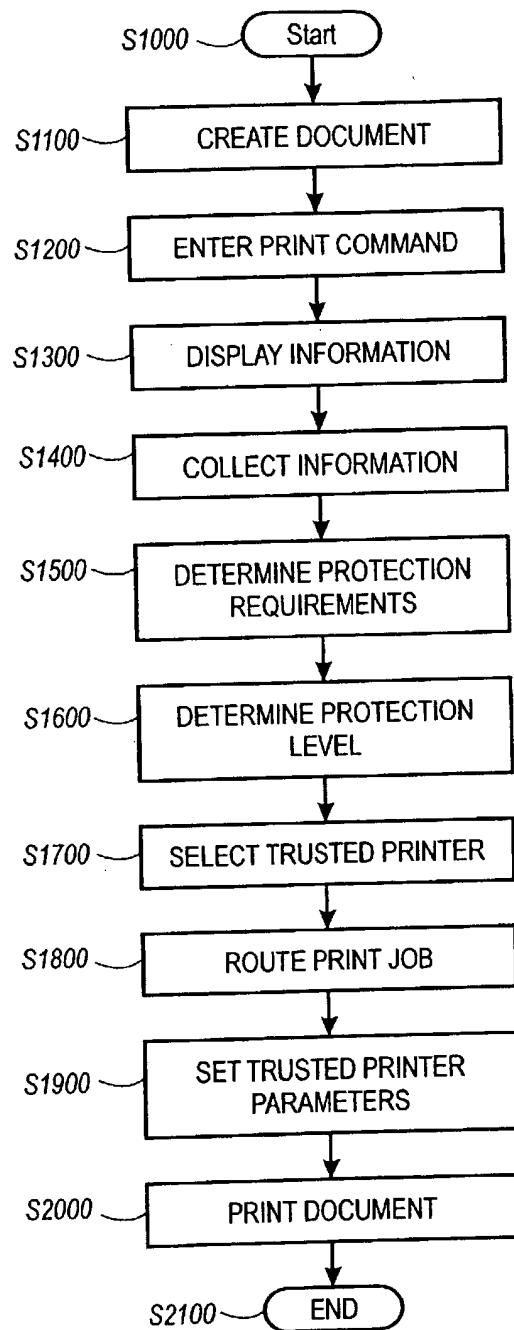 S1000 Start
S1100 CREATE DOCUMENT
S1200 ENTER PRINT COMMAND
S1300 DISPLAY INFORMATION
S1400 COLLECT INFORMATION
S1500 DETERMINE PROTECTION
REQUIREMENTS
S1600 DETERMINE PROTECTION
LEVEL
S1700 SELECT TRUSTED PRINTER
S1800 ROUTE PRINT JOB
S1900 SET TRUSTED PRINTER
PARAMETERS
S2000 PRINT DOCUMENT
S2100 END